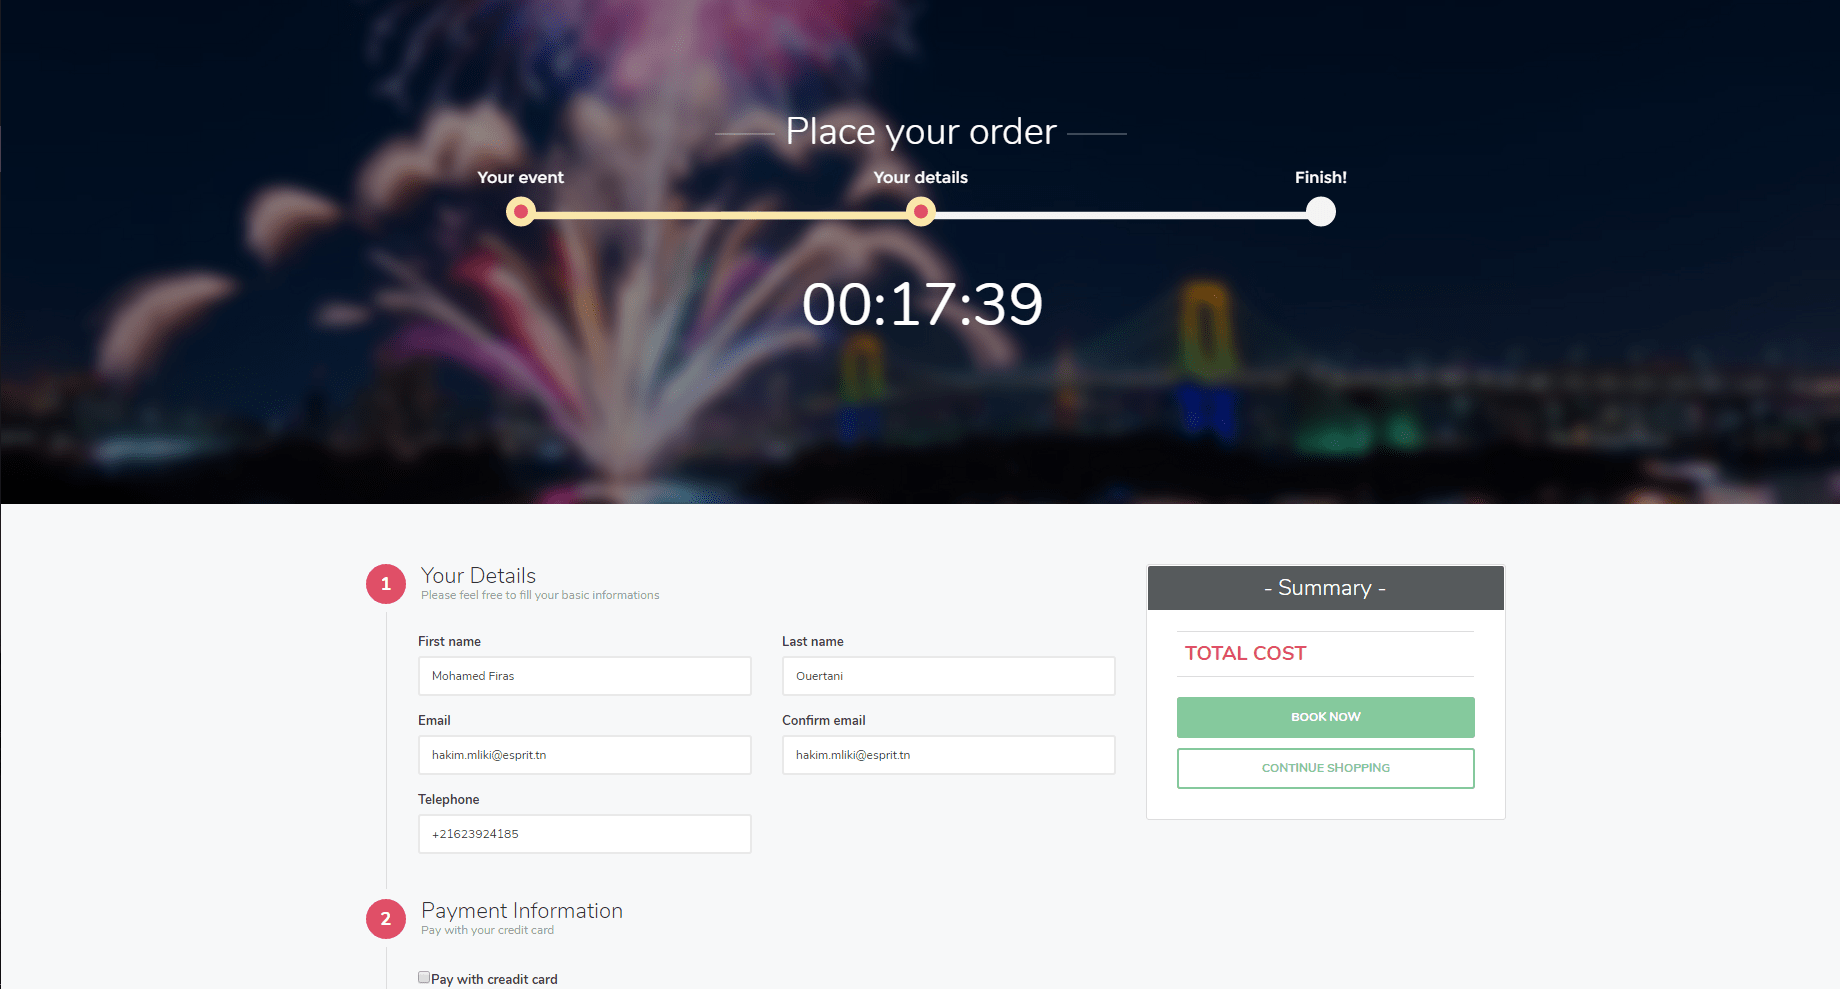 Place your order
Your event
Your details
Finish!
00:17:39
1
Your Details
Please feel free to fill your basic informations
First name
Last name
Mohamed Firas
Ouertani
Email
Confirm email
hakim.mliki@esprit.tn
hakim.mliki@esprit.tn
Telephone
+21623924185
- Summary -
TOTAL COST
BOOK NOW
CONTINUE SHOPPING
2
Payment Information
Pay with your credit card
Pay with creadit card